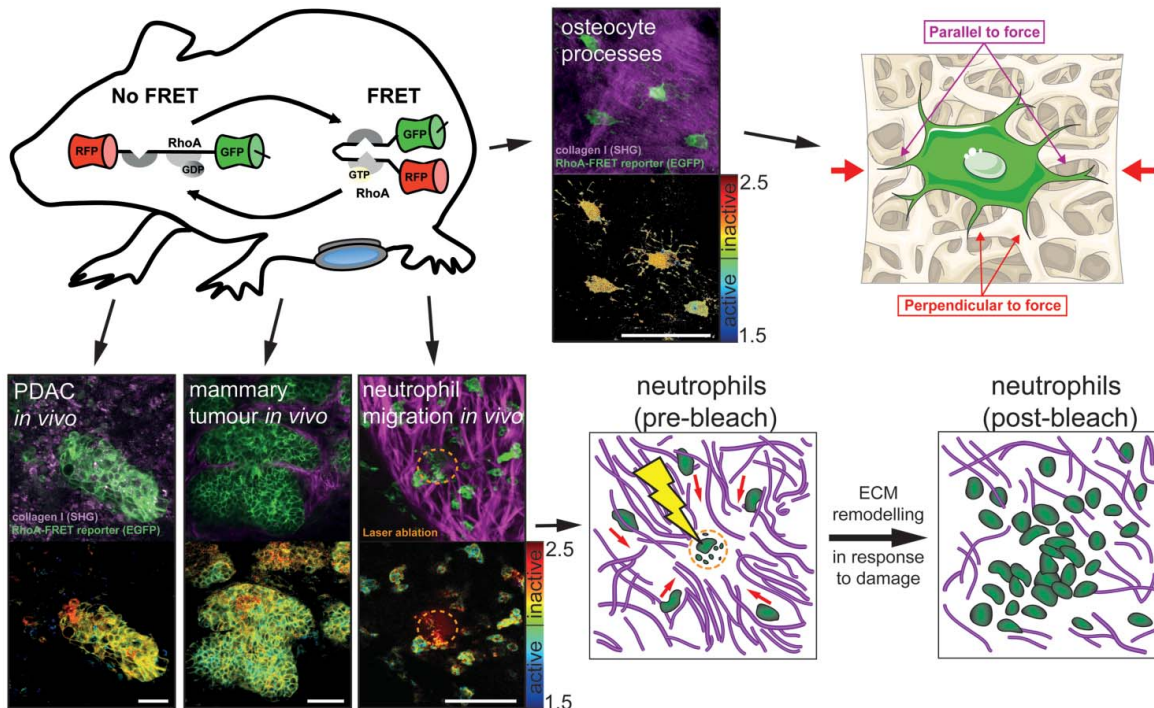 No FRET
FRET
RFP
RhoA
GDP
GFP
GFP
GTP
RFP
RhoA
osteocyte
processes
collagen I (SHG)
RhoA-FRET reporter (EGFP)
2.5
inactive
active
1.5
Parallel to force
Perpendicular to force
PDAC
in vivo
collagen I (SHG)
RhoA-FRET reporter (EGFP)
mammary
tumour in vivo
neutrophil
migration in vivo
Laser ablation
2.5
inactive
active
1.5
neutrophils
(pre-bleach)
ECM
remodelling
in response
to damage
neutrophils
(post-bleach)